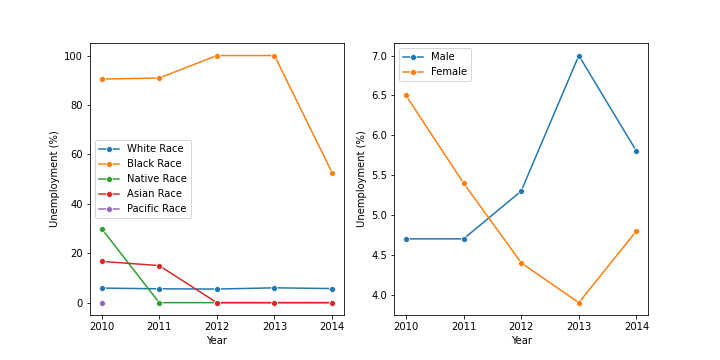 100
80
60
40
20
0
Unemployment (%)
White Race
Black Race
Native Race
Asian Race
Pacific Race
2010 2011 2012 2013 2014
Year
7.0
6.5
6.0
5.5
5.0
4.5
4.0
Unemployment (%)
Male
Female
2010 2011 2012 2013 2014
Year